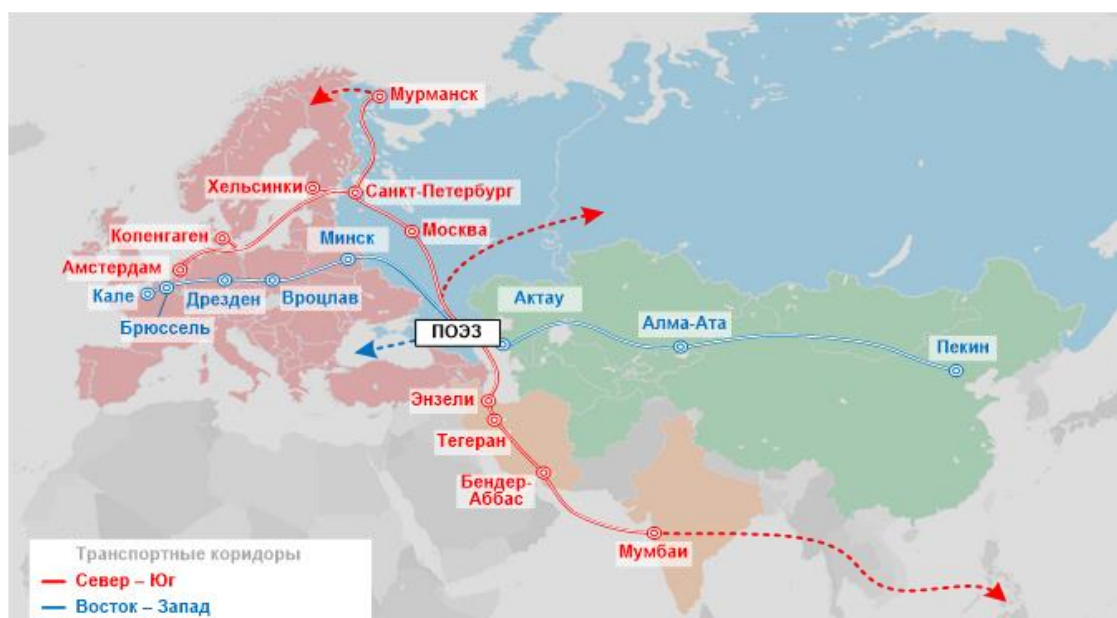 Мурманск
Хельсинки
Санкт-Петербург
Копенгаген
Москва
Минск
Амстердам
Кале
Дрезден
Вроцлав
Брюссель
ПОЭЗ
Актау
Алма-Ата
Пекин
Энзели
Тегеран
Бендер-
Аббас
Мумбаи
Транспортные коридоры
Север – Юг
Восток – Запад